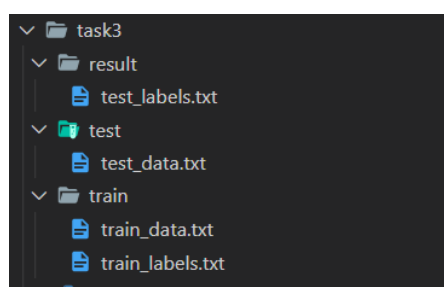 task3
result
test_labels.txt
test
test_data.txt
train
train_data.txt
train_labels.txt